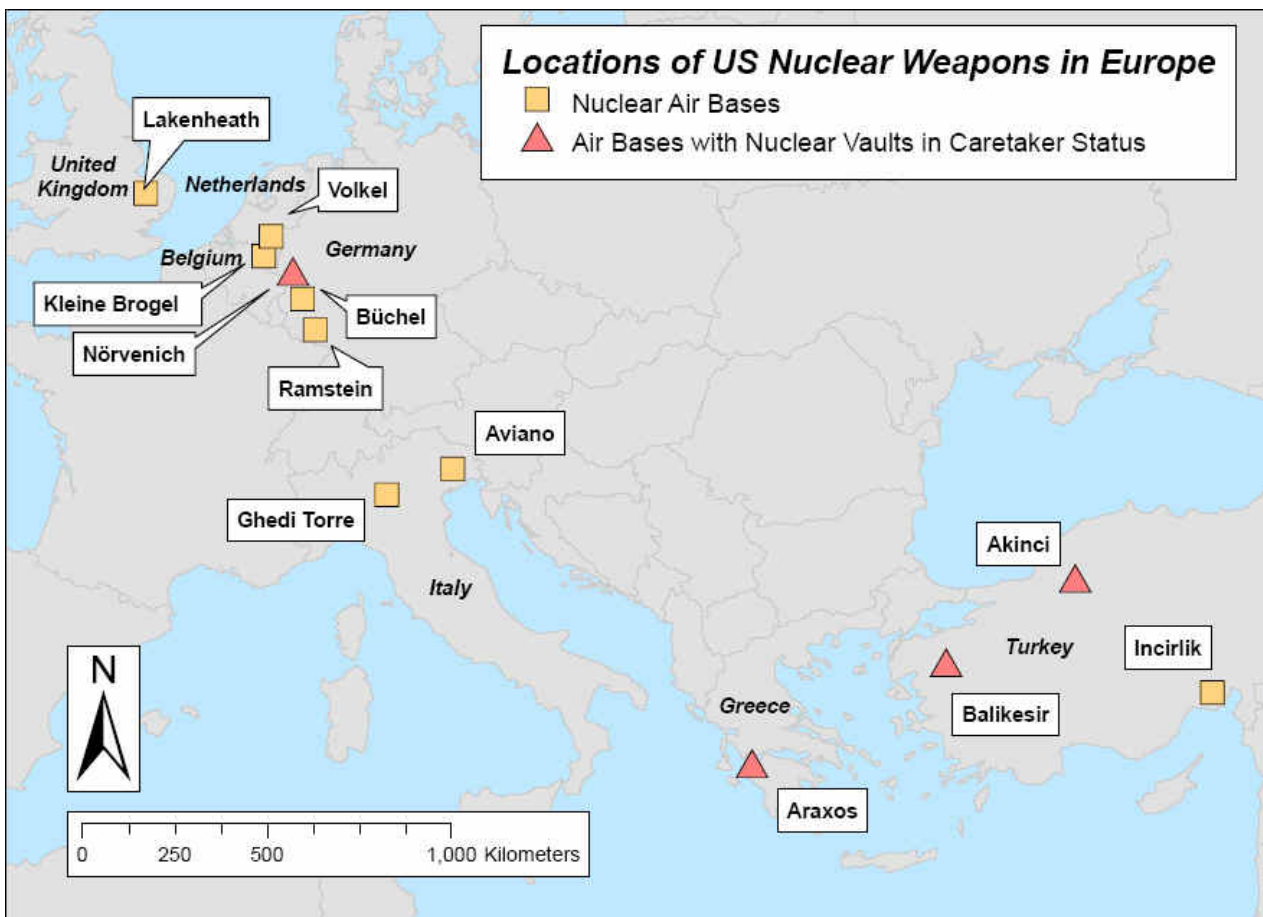 Locations of US Nuclear Weapons in Europe
Nuclear Air Bases
Air Bases with Nuclear Vaults in Caretaker Status
Lakenheath
United
Kingdom
Netherlands
Volkel
Belgium
Germany
Kleine Brogel
Büchel
Nörvenich
Ramstein
Aviano
Ghedi Torre
Italy
Akinci
Turkey
Incirlik
Balikesir
Greece
Araxos
N
0 250 500 1,000 Kilometers